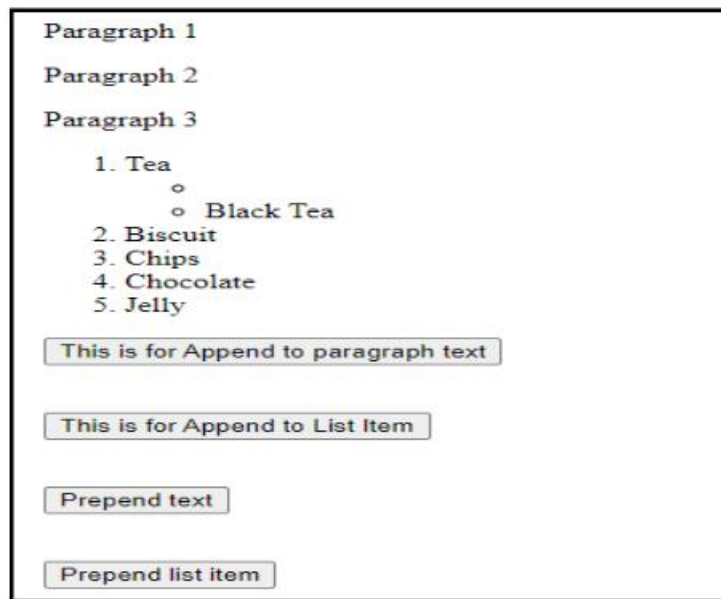 Paragraph 1
Paragraph 2
Paragraph 3
1. Tea
Black Tea
2. Biscuit
3. Chips
4. Chocolate
5. Jelly
This is for Append to paragraph text
This is for Append to List Item
Prepend text
Prepend list item